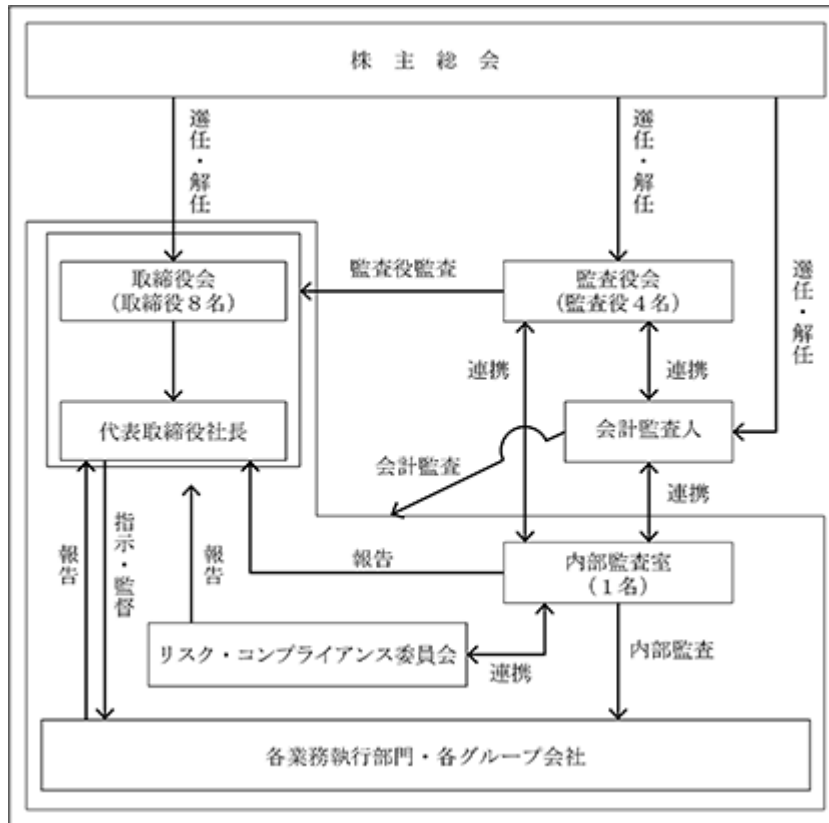 株主総会
選任・解任
選任・解任
選任・解任
取締役会
(取締役8名)
監査役監査
監査役会
(監査役4名)
連携
連携
代表取締役社長
会計監査人
会計監査
連携
報告
指示・監督
報告
報告
内部監査室
(1名)
リスク・コンプライアンス委員会
連携
内部監査
各業務執行部門・各グループ会社